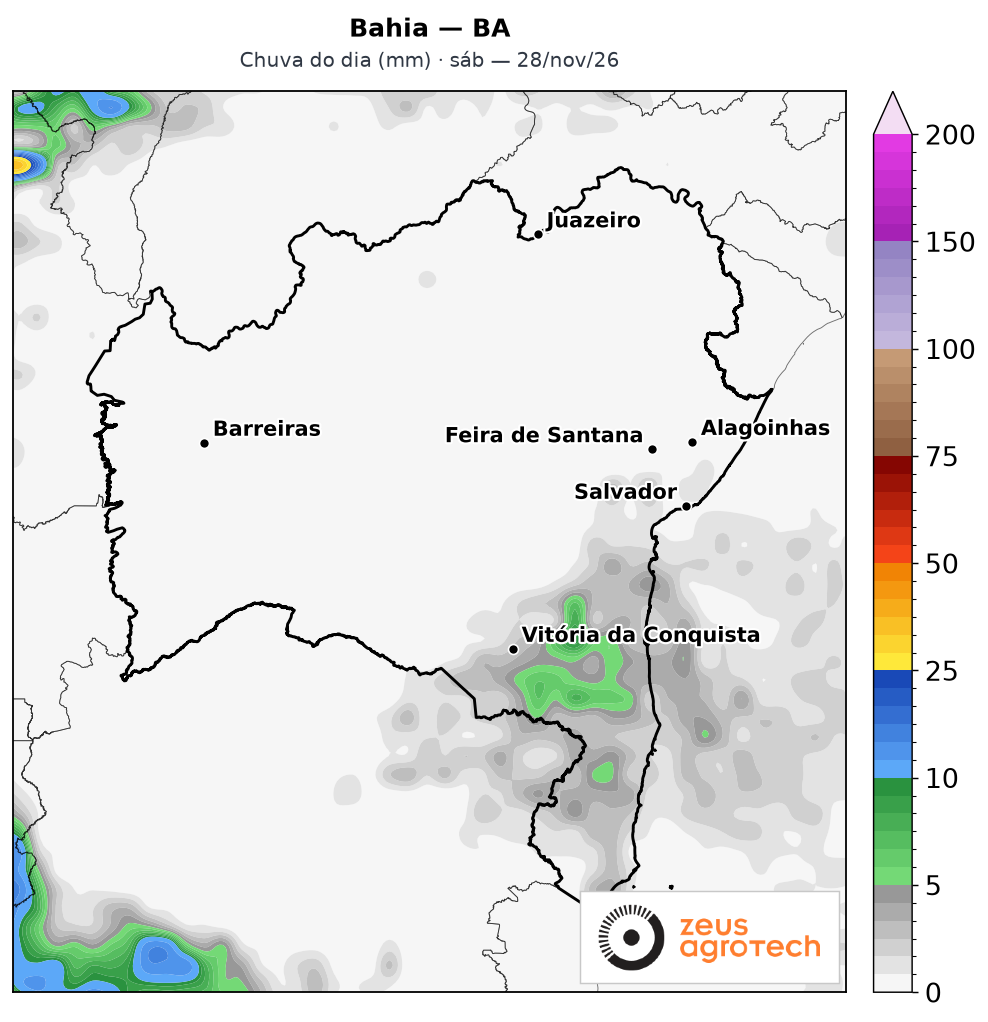 Bahia — BA
Chuva do dia (mm) · sáb — 28/nov/26
200
150
100
75
50
25
10
5
0
Juazeiro
Barreiras
Feira de Santana
Alagoinhas
Salvador
Vitória da Conquista
zeus
agrotech